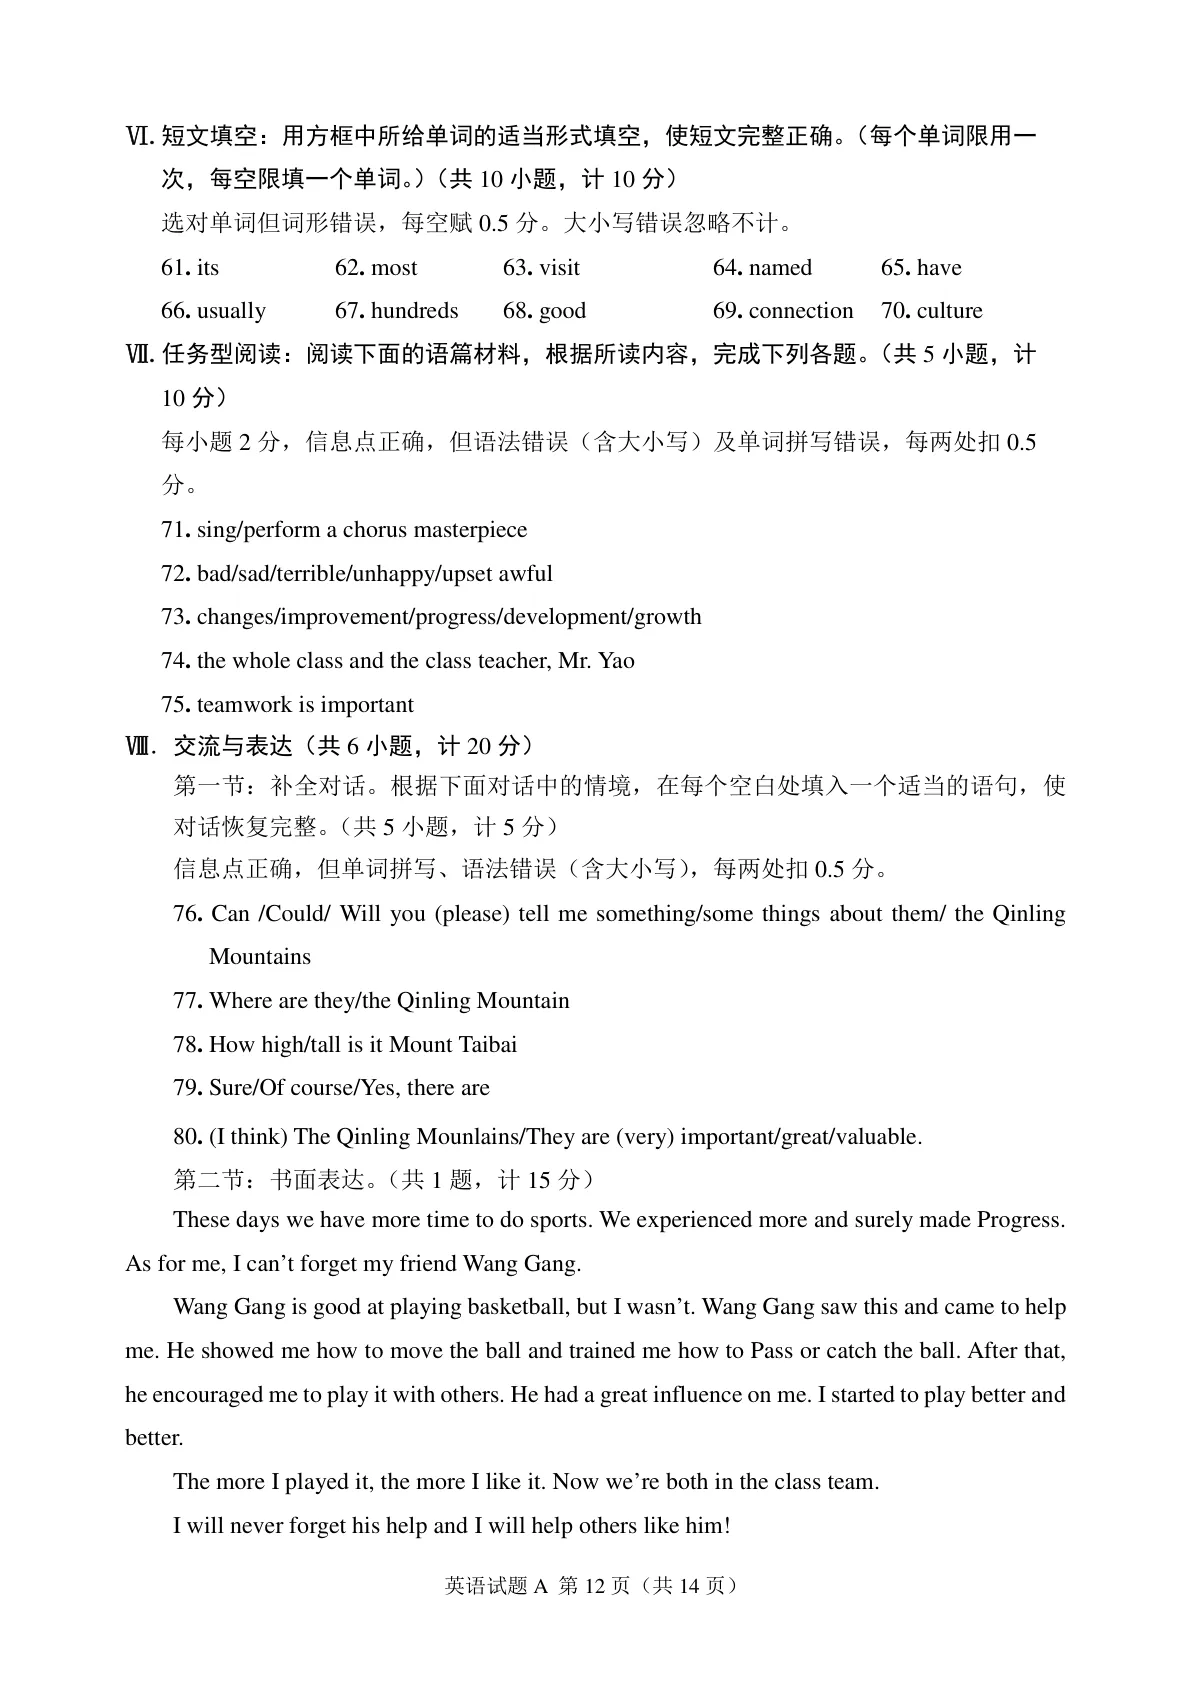 Ⅵ. 短文填空：用方框中所给单词的适当形式填空，使短文完整正确。（每个单词限用一
次，每空限填一个单词。）（共 10 小题，计 10 分）
选对单词但词形错误，每空赋 0.5 分。大小写错误忽略不计。
61. its 62. most 63. visit 64. named 65. have
66. usually 67. hundreds 68. good 69. connection 70. culture
Ⅶ. 任务型阅读：阅读下面的语篇材料，根据所读内容，完成下列各题。（共 5 小题，计
10 分）
每小题 2 分，信息点正确，但语法错误（含大小写）及单词拼写错误，每两处扣 0.5
分。
71. sing/perform a chorus masterpiece
72. bad/sad/terrible/unhappy/upset awful
73. changes/improvement/progress/development/growth
74. the whole class and the class teacher, Mr. Yao
75. teamwork is important
Ⅷ. 交流与表达（共 6 小题，计 20 分）
第一节：补全对话。根据下面对话中的情境，在每个空白处填入一个适当的语句，使
对话恢复完整。（共 5 小题，计 5 分）
信息点正确，但单词拼写、语法错误（含大小写），每两处扣 0.5 分。
76. Can /Could/ Will you (please) tell me something/some things about them/ the Qinling
Mountains
77. Where are they/the Qinling Mountain
78. How high/tall is it Mount Taibai
79. Sure/Of course/Yes, there are
80. (I think) The Qinling Mounlains/They are (very) important/great/valuable.
第二节：书面表达。（共 1 题，计 15 分）
These days we have more time to do sports. We experienced more and surely made Progress.
As for me, I can’t forget my friend Wang Gang.
Wang Gang is good at playing basketball, but I wasn’t. Wang Gang saw this and came to help
me. He showed me how to move the ball and trained me how to Pass or catch the ball. After that,
he encouraged me to play it with others. He had a great influence on me. I started to play better and
better.
The more I played it, the more I like it. Now we’re both in the class team.
I will never forget his help and I will help others like him!
英语试题 A 第 12 页（共 14 页）